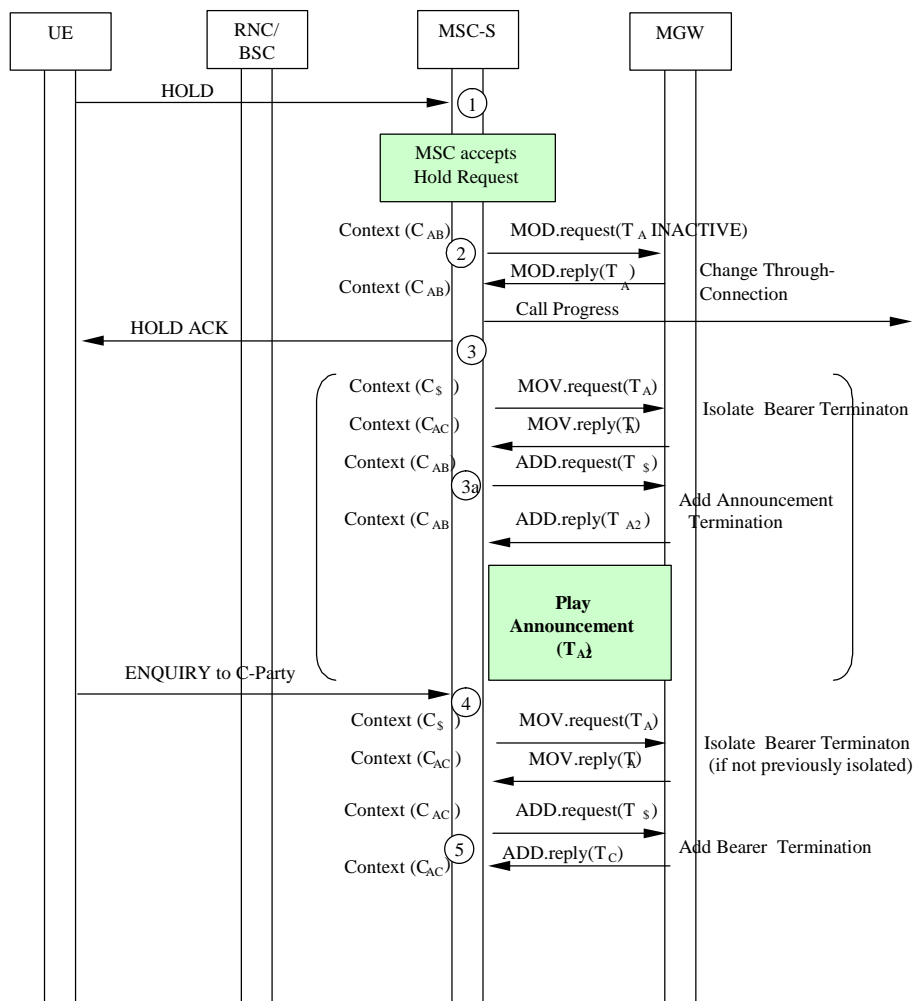 UE
RNC/
BSC
MSC-S
MGW
HOLD
1
MSC accepts
Hold Request
Context (C AB)
MOD.request(T A INACTIVE)
2
MOD.reply(T A)
Change Through-
Connection
Context (C AB)
Call Progress
HOLD ACK
3
Context (C $ )
MOV.request(T A)
Isolate Bearer Terminaton
Context (C AC)
MOV.reply(T A)
Context (C AB)
ADD.request(T $)
3a
Add Announcement
Termination
Context (C AB
ADD.reply(T A2)
Play
Announcement
(T A2)
ENQUIRY to C-Party
4
Context (C $ )
MOV.request(T A)
Isolate Bearer Terminaton
(if not previously isolated)
Context (C AC)
MOV.reply(T A)
Context (C AC)
ADD.request(T $)
5
Add Bearer Termination
Context (C AC)
ADD.reply(T C)